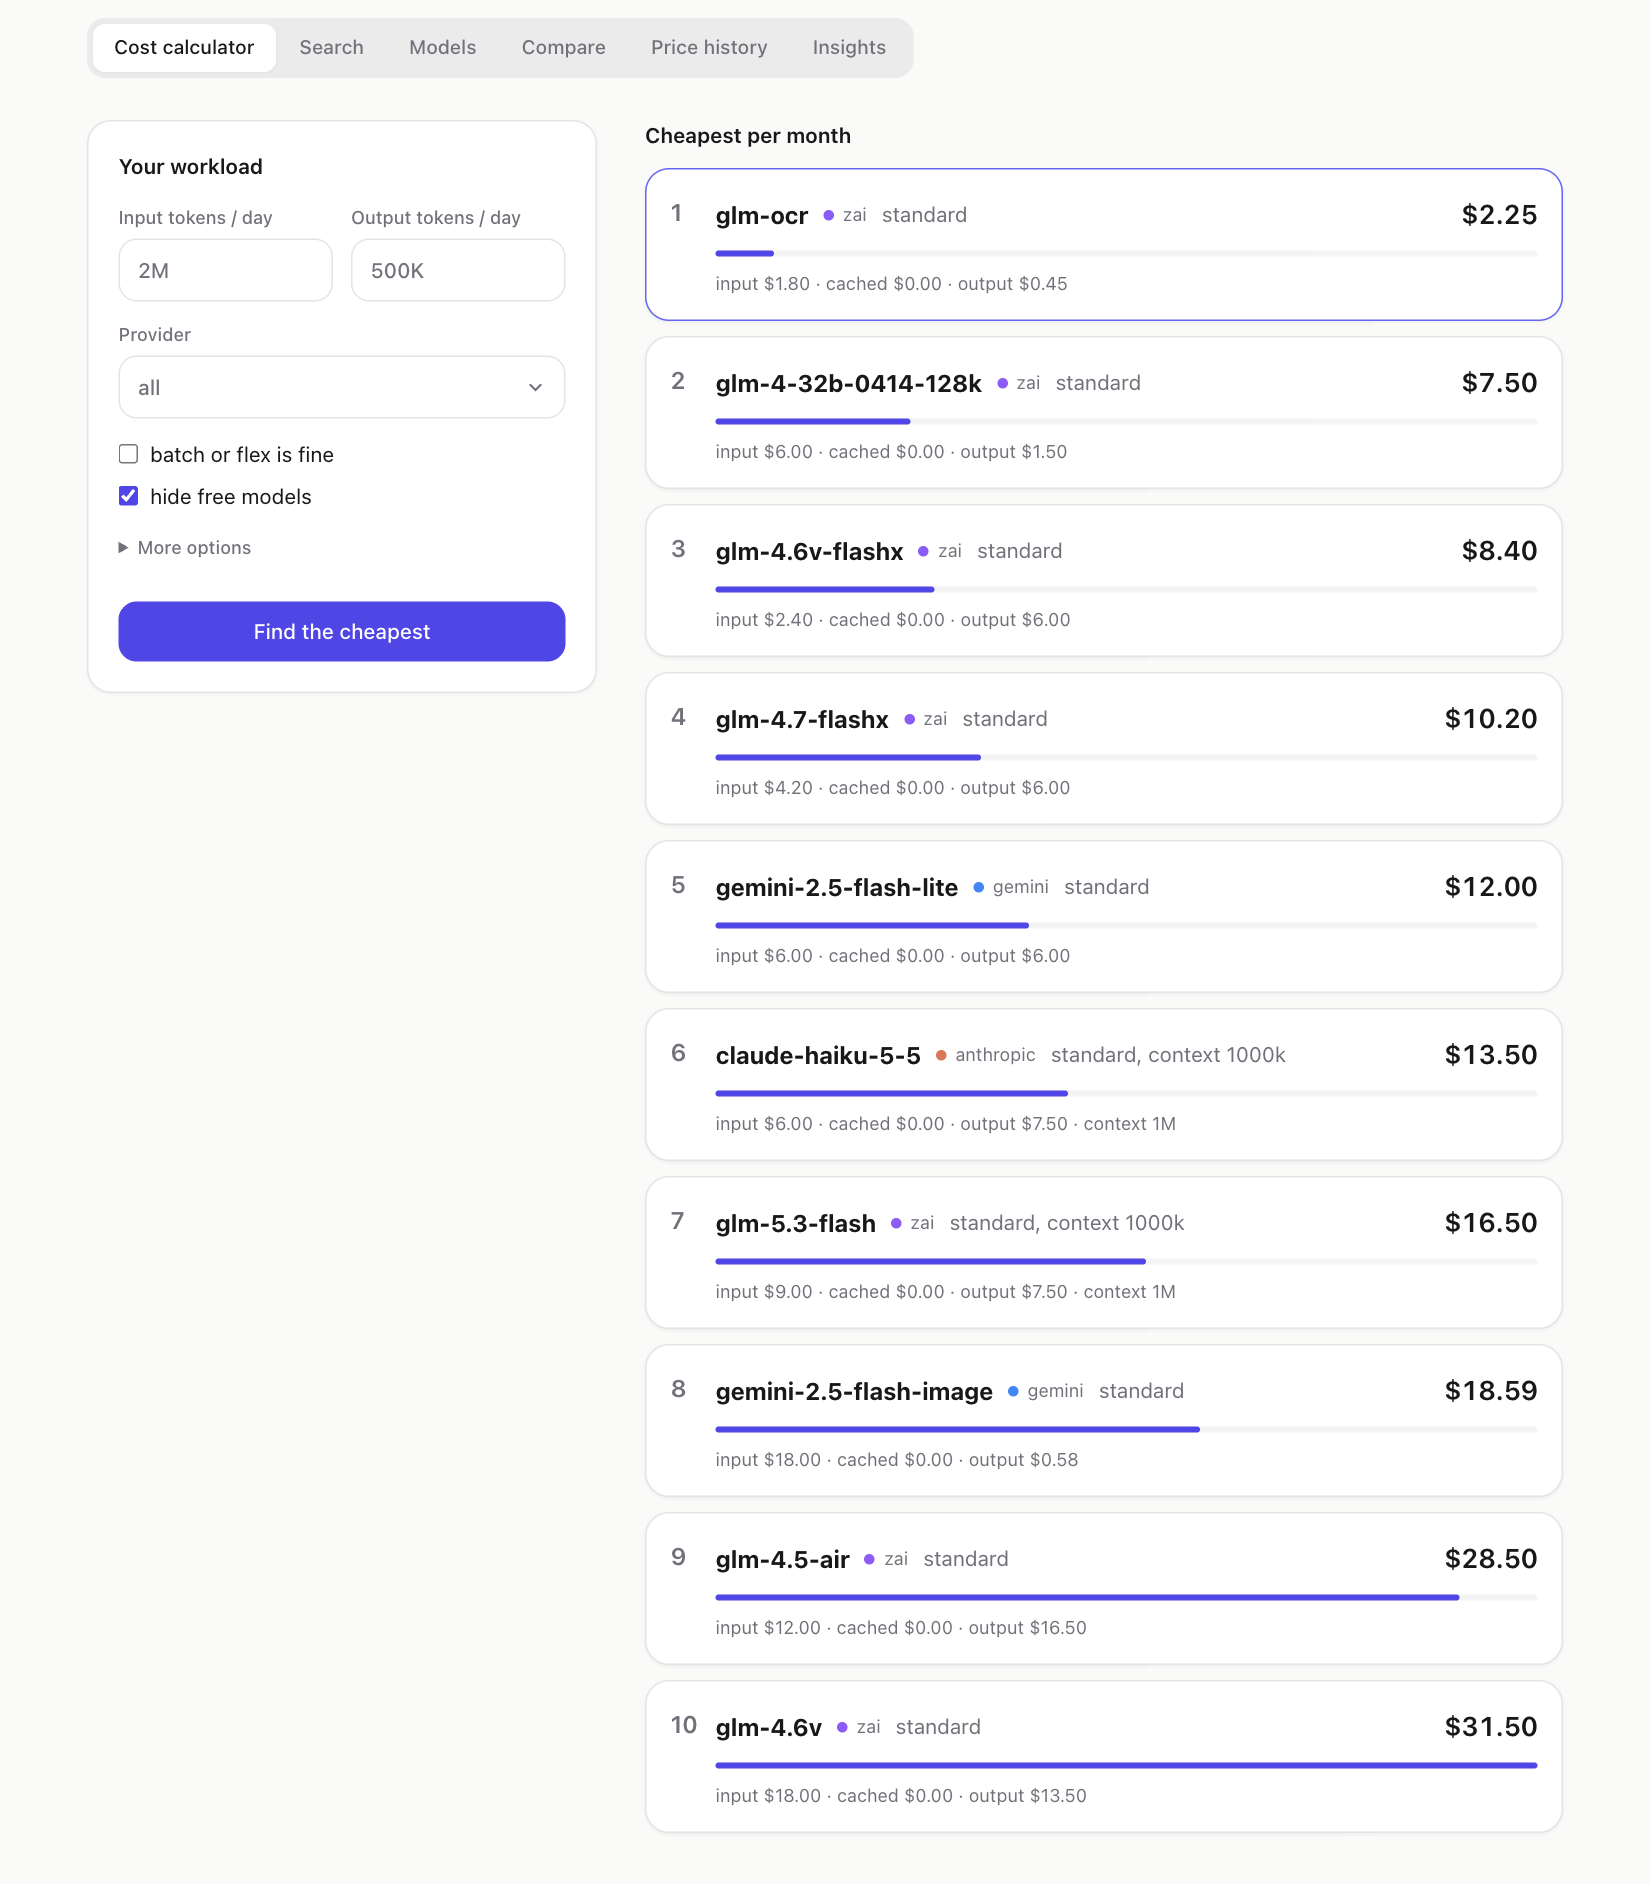 Cost calculator Search Models Compare Price history Insights
Your workload
Input tokens / day Output tokens / day
2M 500K
Provider
all
batch or flex is fine
hide free models
More options
Find the cheapest
Cheapest per month
1 glm-ocr zai standard $2.25
input $1.80 · cached $0.00 · output $0.45
2 glm-4-32b-0414-128k zai standard $7.50
input $6.00 · cached $0.00 · output $1.50
3 glm-4.6v-flashx zai standard $8.40
input $2.40 · cached $0.00 · output $6.00
4 glm-4.7-flashx zai standard $10.20
input $4.20 · cached $0.00 · output $6.00
5 gemini-2.5-flash-lite gemini standard $12.00
input $6.00 · cached $0.00 · output $6.00
6 claude-haiku-5-5 anthropic standard, context 1000k $13.50
input $6.00 · cached $0.00 · output $7.50 · context 1M
7 glm-5.3-flash zai standard, context 1000k $16.50
input $9.00 · cached $0.00 · output $7.50 · context 1M
8 gemini-2.5-flash-image gemini standard $18.59
input $18.00 · cached $0.00 · output $0.58
9 glm-4.5-air zai standard $28.50
input $12.00 · cached $0.00 · output $16.50
10 glm-4.6v zai standard $31.50
input $18.00 · cached $0.00 · output $13.50